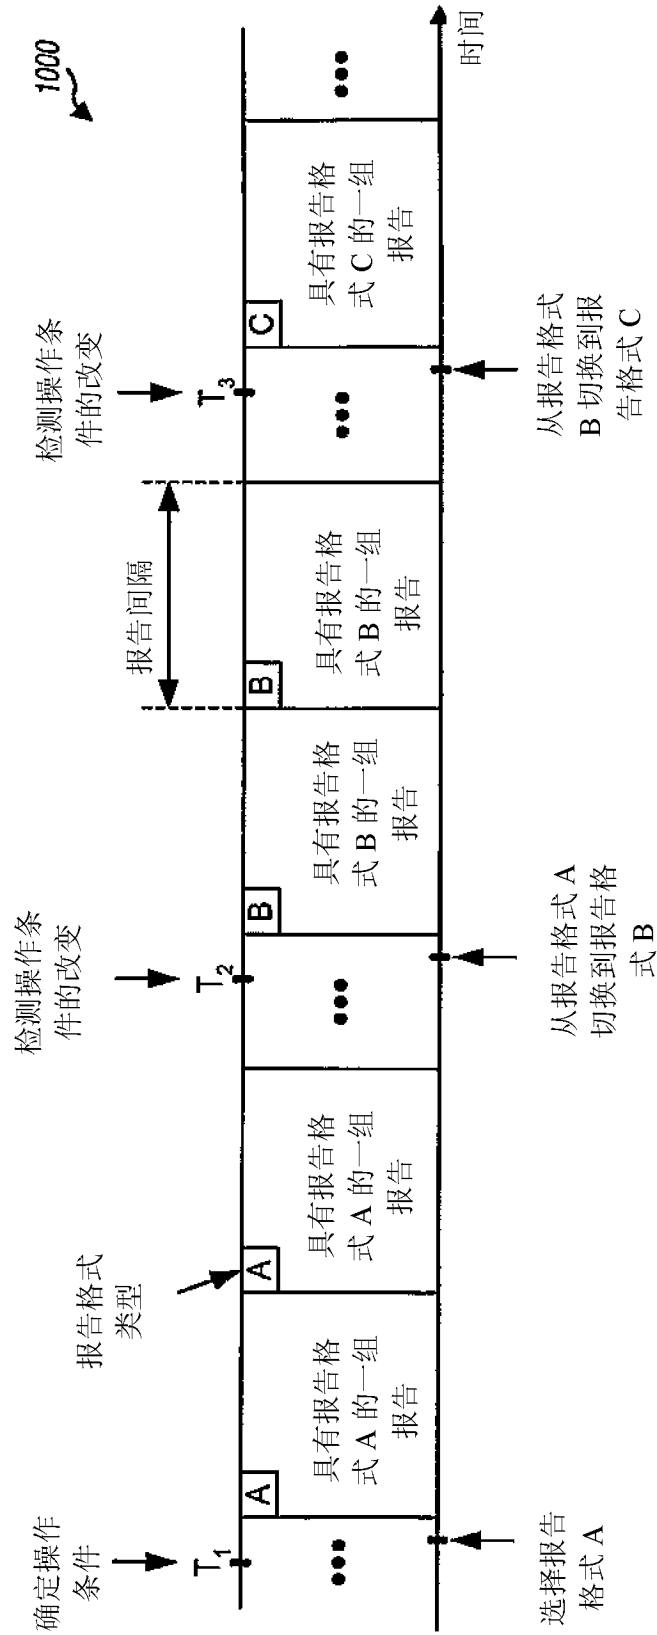 1000
确定操作
条件
T1
选择报告
格式 A
A
具有报告格
式 A 的一组
报告
报告格式
类型
A
具有报告格
式 A 的一组
报告
检测操作条
件的改变
T2
从报告格式 A
切换到报告格
式 B
B
具有报告格
式 B 的一组
报告
报告间隔
B
具有报告格
式 B 的一组
报告
检测操作条
件的改变
T3
从报告格式
B 切换到报
告格式 C
C
具有报告格
式 C 的一组
报告
时间